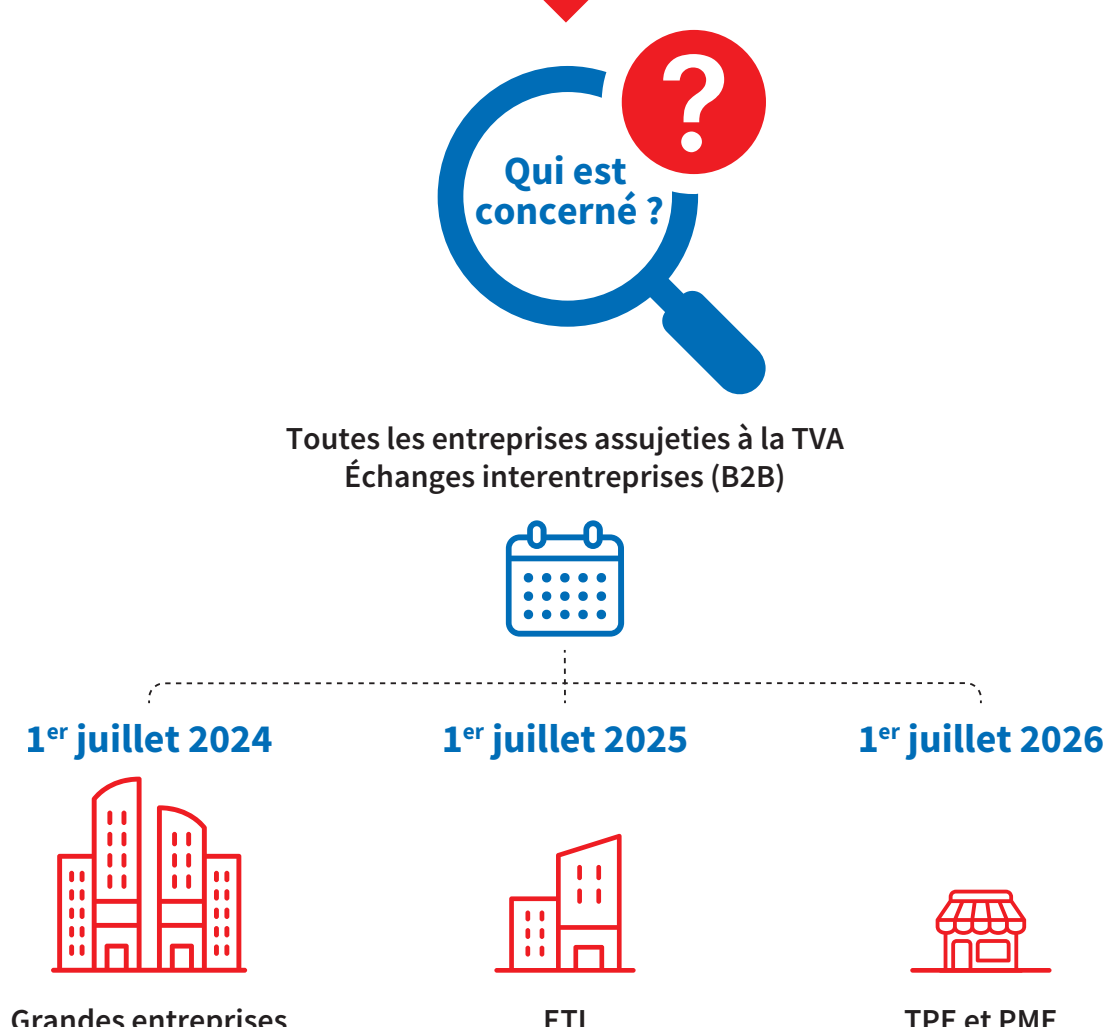 ?
Qui est
concerné ?
Toutes les entreprises assujeties à la TVA
Échanges interentreprises (B2B)
1er juillet 2024
1er juillet 2025
1er juillet 2026
Grandes entreprises
ETI
TPE et PME